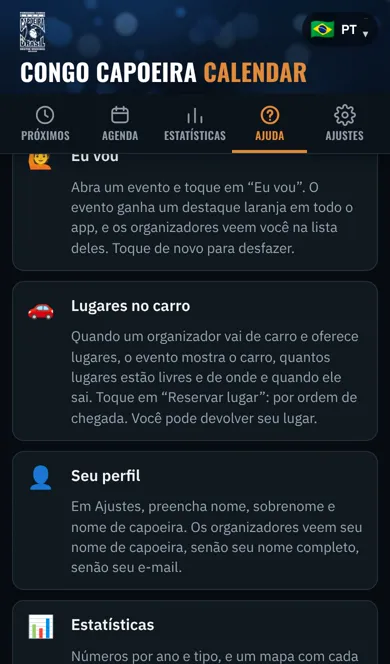 CAPOEIRA
BRASIL
PT
CONGO CAPOEIRA CALENDAR
PRÓXIMOS
AGENDA
ESTATÍSTICAS
AJUDA
AJUSTES
Eu vou
Abra um evento e toque em “Eu vou”. O
evento ganha um destaque laranja em todo o
app, e os organizadores veem você na lista
deles. Toque de novo para desfazer.
Lugares no carro
Quando um organizador vai de carro e oferece
lugares, o evento mostra o carro, quantos
lugares estão livres e de onde e quando ele
sai. Toque em “Reservar lugar”: por ordem de
chegada. Você pode devolver seu lugar.
Seu perfil
Em Ajustes, preencha nome, sobrenome e
nome de capoeira. Os organizadores veem seu
nome de capoeira, senão seu nome completo,
senão seu e-mail.
Estatísticas
Números por ano e tipo, e um mapa com cada